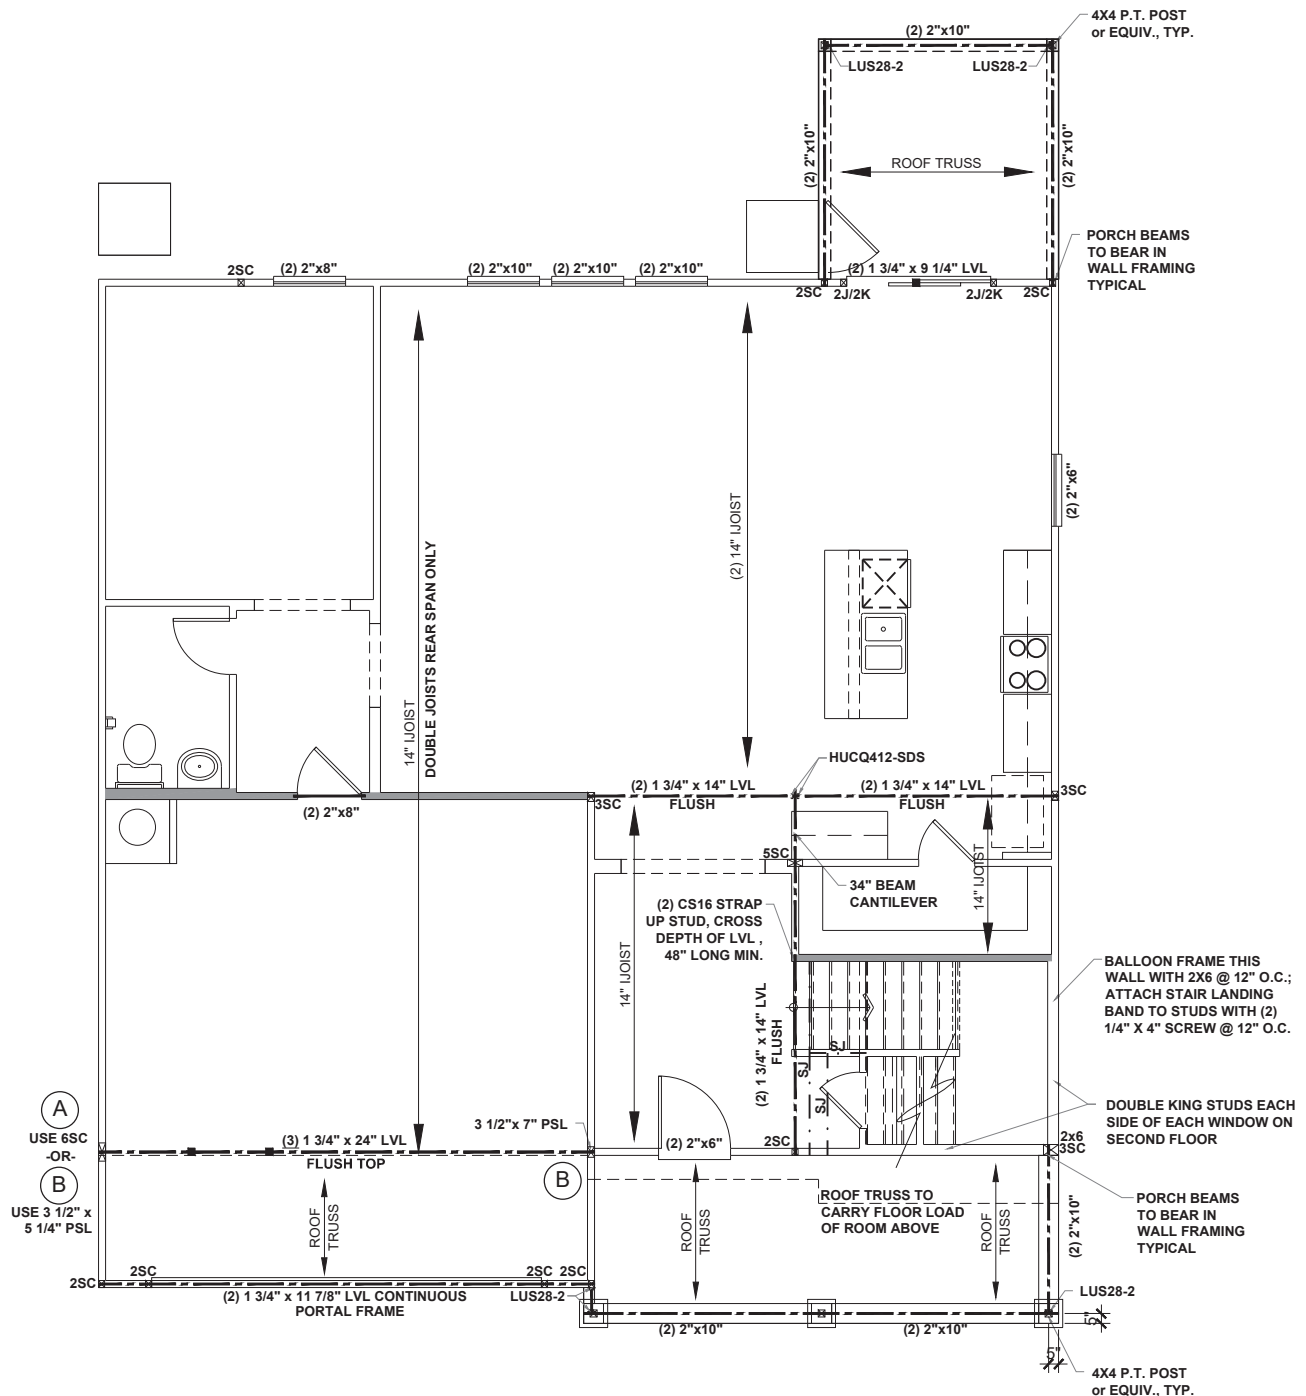 4X4 P.T. POST
or EQUIV., TYP.
(2) 2"x10"
LUS28-2
LUS28-2
(2) 2"x10"
(2) 2"x10"
ROOF TRUSS
PORCH BEAMS
TO BEAR IN
WALL FRAMING
TYPICAL
2SC
(2) 2"x8"
(2) 2"x10"
(2) 2"x10"
(2) 2"x10"
(2) 1 3/4" x 9 1/4" LVL
2SC
2J/2K
2J/2K
2SC
(2) 2"x6"
(2) 14" IJOIST
14" IJOIST
DOUBLE JOISTS REAR SPAN ONLY
HUCQ412-SDS
(2) 1 3/4" x 14" LVL
FLUSH
(2) 1 3/4" x 14" LVL
FLUSH
3SC
3SC
(2) 2"x8"
5SC
14" IJOIST
34" BEAM
CANTILEVER
(2) CS16 STRAP
UP STUD, CROSS
DEPTH OF LVL ,
48" LONG MIN.
14" IJOIST
BALLOON FRAME THIS
WALL WITH 2X6 @ 12" O.C.;
ATTACH STAIR LANDING
BAND TO STUDS WITH (2)
1/4" X 4" SCREW @ 12" O.C.
(2) 1 3/4" x 14" LVL
FLUSH
SJ
SJ
SJ
A
USE 6SC
-OR-
B
USE 3 1/2" x
5 1/4" PSL
3 1/2"x 7" PSL
(3) 1 3/4" x 24" LVL
FLUSH TOP
(2) 2"x6"
2SC
DOUBLE KING STUDS EACH
SIDE OF EACH WINDOW ON
SECOND FLOOR
2x6
3SC
B
ROOF TRUSS TO
CARRY FLOOR LOAD
OF ROOM ABOVE
PORCH BEAMS
TO BEAR IN
WALL FRAMING
TYPICAL
ROOF
TRUSS
ROOF
TRUSS
ROOF
TRUSS
(2) 2"x10"
2SC
2SC
2SC
2SC
(2) 1 3/4" x 11 7/8" LVL CONTINUOUS
PORTAL FRAME
LUS28-2
LUS28-2
(2) 2"x10"
(2) 2"x10"
5"
5"
4X4 P.T. POST
or EQUIV., TYP.